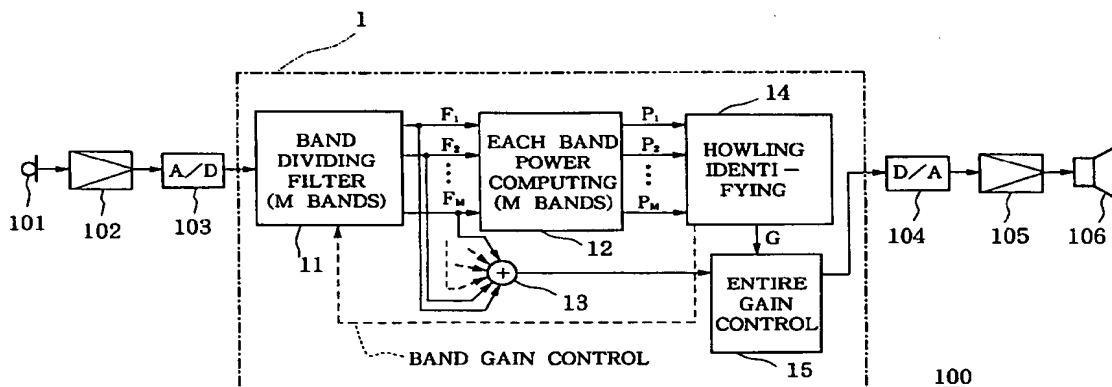 1
101
102
A/D
103
BAND
DIVIDING
FILTER
(M BANDS)
11
F1
F2
FM
EACH BAND
POWER
COMPUTING
(M BANDS)
12
P1
P2
PM
14
HOWLING
IDENTI-
FYING
G
+
13
ENTIRE
GAIN
CONTROL
15
BAND GAIN CONTROL
D/A
104
105
106
100